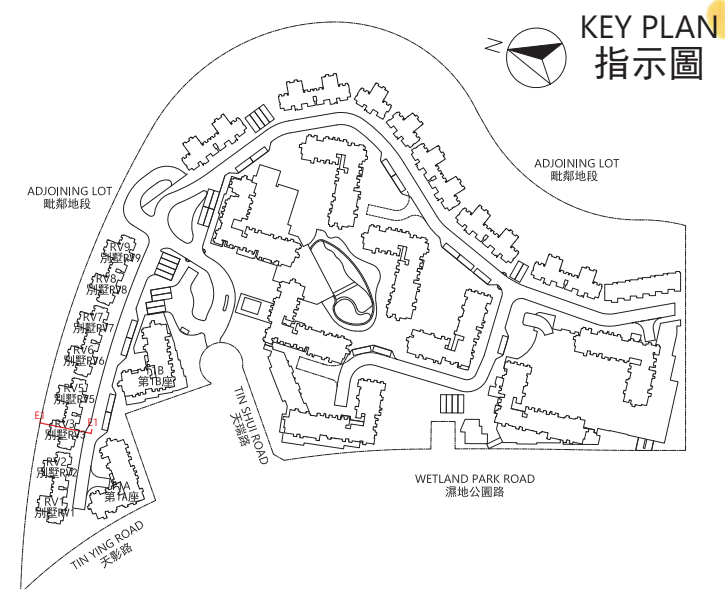 KEY PLAN
指示圖
N
ADJOINING LOT
毗鄰地段
ADJOINING LOT
毗鄰地段
RV9
別墅RV9
RV8
別墅RV8
RV7
別墅RV7
RV6
別墅RV6
RV5
別墅RV5
E1
E1
RV3
別墅RV3
RV2
別墅RV2
RV1
別墅RV1
第1B座
第1A座
TIN SHUI ROAD
天瑞路
WETLAND PARK ROAD
濕地公園路
TIN YING ROAD
天影路